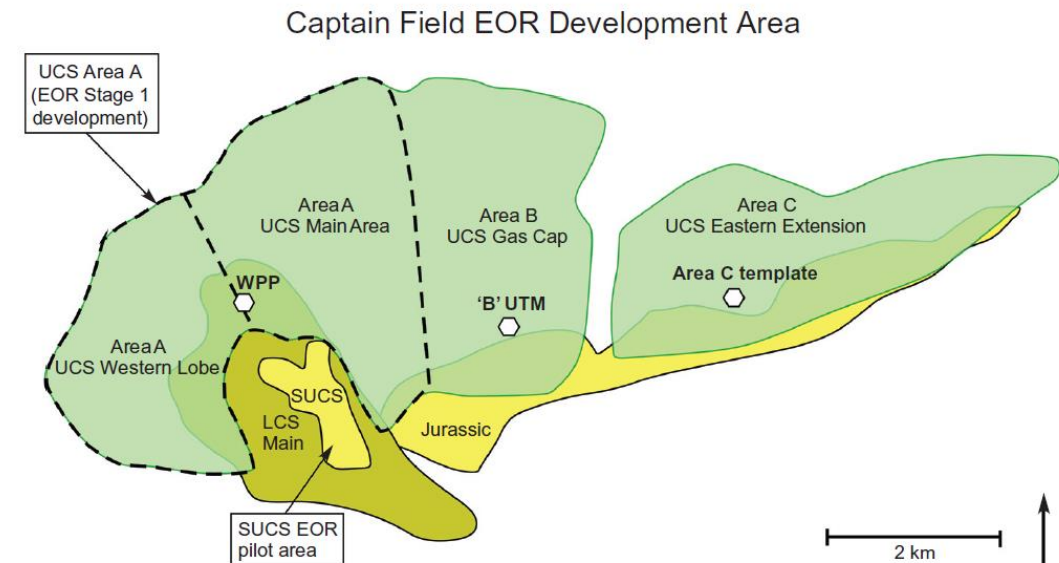 Captain Field EOR Development Area
UCS Area A
(EOR Stage 1
development)
Area A
UCS Main Area
Area B
UCS Gas Cap
Area C
UCS Eastern Extension
WPP
Area C template
‘B’ UTM
Area A
UCS Western Lobe
SUCS
LCS
Main
Jurassic
SUCS EOR
pilot area
2 km